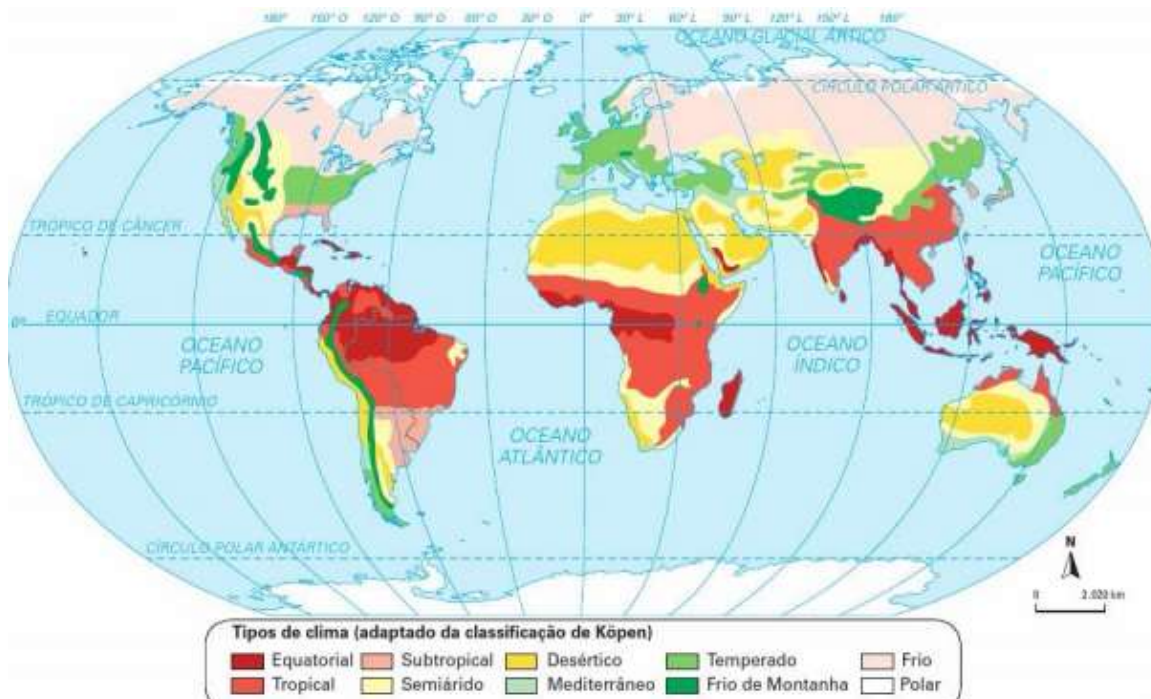 180° 150° O 120° O 90° O 60° O 30° O 0° 30° L 60° L 90° L 120° L 150° L 180°
OCEANO GLACIAL ÁRTICO
CÍRCULO POLAR ÁRTICO
TRÓPICO DE CÂNCER
OCEANO
PACÍFICO
EQUADOR
0°
OCEANO
PACÍFICO
OCEANO
ÍNDICO
TRÓPICO DE CAPRICÓRNIO
OCEANO
ATLÂNTICO
CÍRCULO POLAR ANTÁRTICO
N
0 2.020 km
Tipos de clima (adaptado da classificação de Köpen)
Equatorial Subtropical Desértico Temperado Frio
Tropical Semiárido Mediterrâneo Frio de Montanha Polar